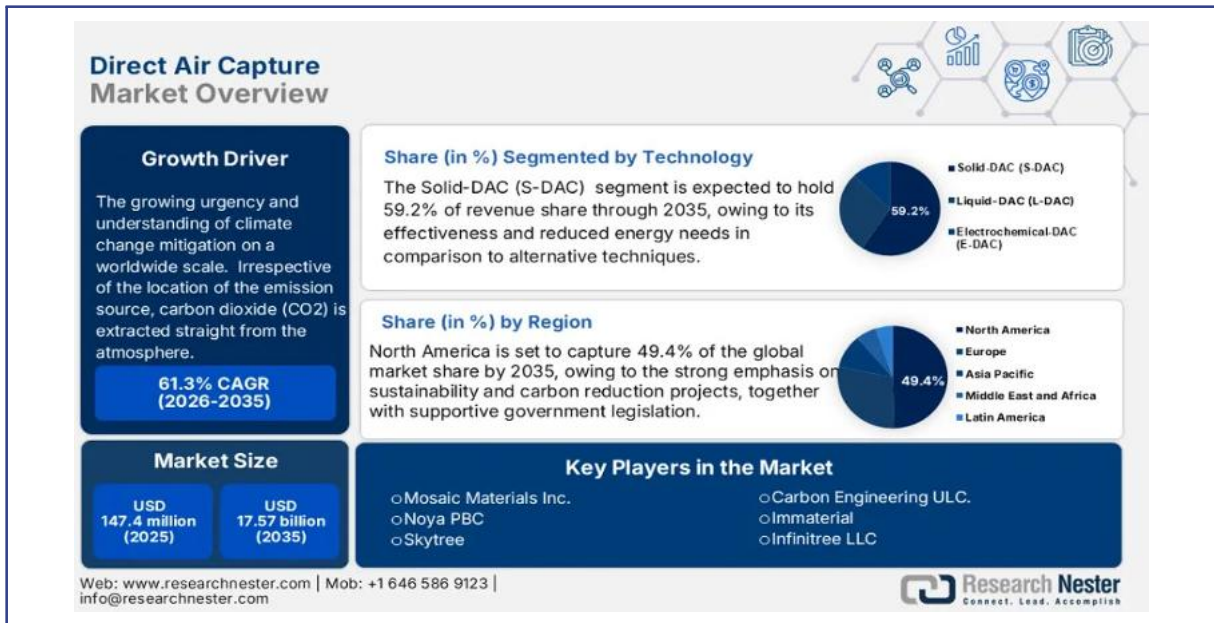 Direct Air Capture
Market Overview
Growth Driver
The growing urgency and
understanding of climate
change mitigation on a
worldwide scale. Irrespective
of the location of the emission
source, carbon dioxide (CO2) is
extracted straight from the
atmosphere.
61.3% CAGR
(2026-2035)
Market Size
USD
147.4 million
(2025)
USD
17.57 billion
(2035)
Share (in %) Segmented by Technology
The Solid-DAC (S-DAC) segment is expected to hold
59.2% of revenue share through 2035, owing to its
effectiveness and reduced energy needs in
comparison to alternative techniques.
59.2%
Solid-DAC (S-DAC)
Liquid-DAC (L-DAC)
Electrochemical-DAC
(E-DAC)
Share (in %) by Region
North America is set to capture 49.4% of the global
market share by 2035, owing to the strong emphasis on
sustainability and carbon reduction projects, together
with supportive government legislation.
49.4%
North America
Europe
Asia Pacific
Middle East and Africa
Latin America
Key Players in the Market
Mosaic Materials Inc.
Noya PBC
Skytree
Carbon Engineering ULC.
Immaterial
Infinitree LLC
Web: www.researchnester.com | Mob: +1 646 586 9123 |
info@researchnester.com
Research Nester
Connect. Lead. Accomplish